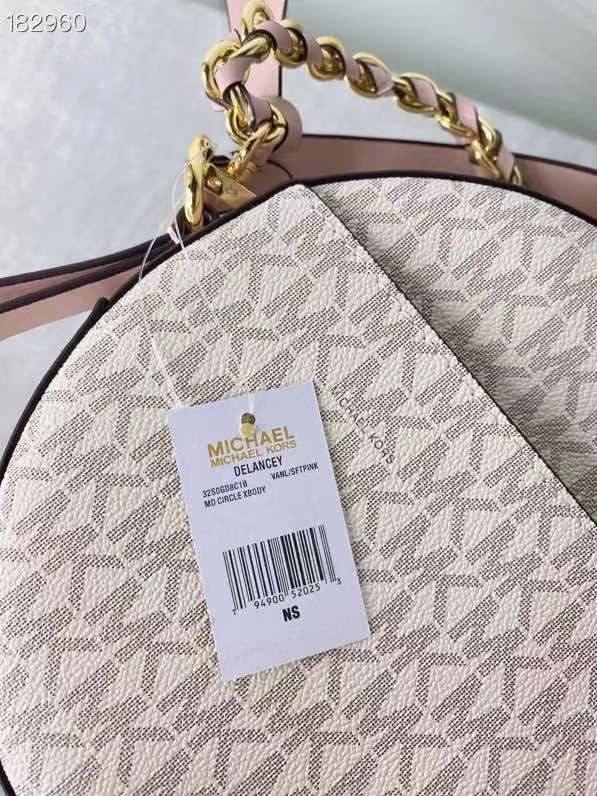 182960
MICHAEL KORS
MICHAEL
MICHAEL KORS
DELANCEY
32S0GD8C1B VANL/SFTPINK
MD CIRCLE XBODY
1 94900 52025 3
NS